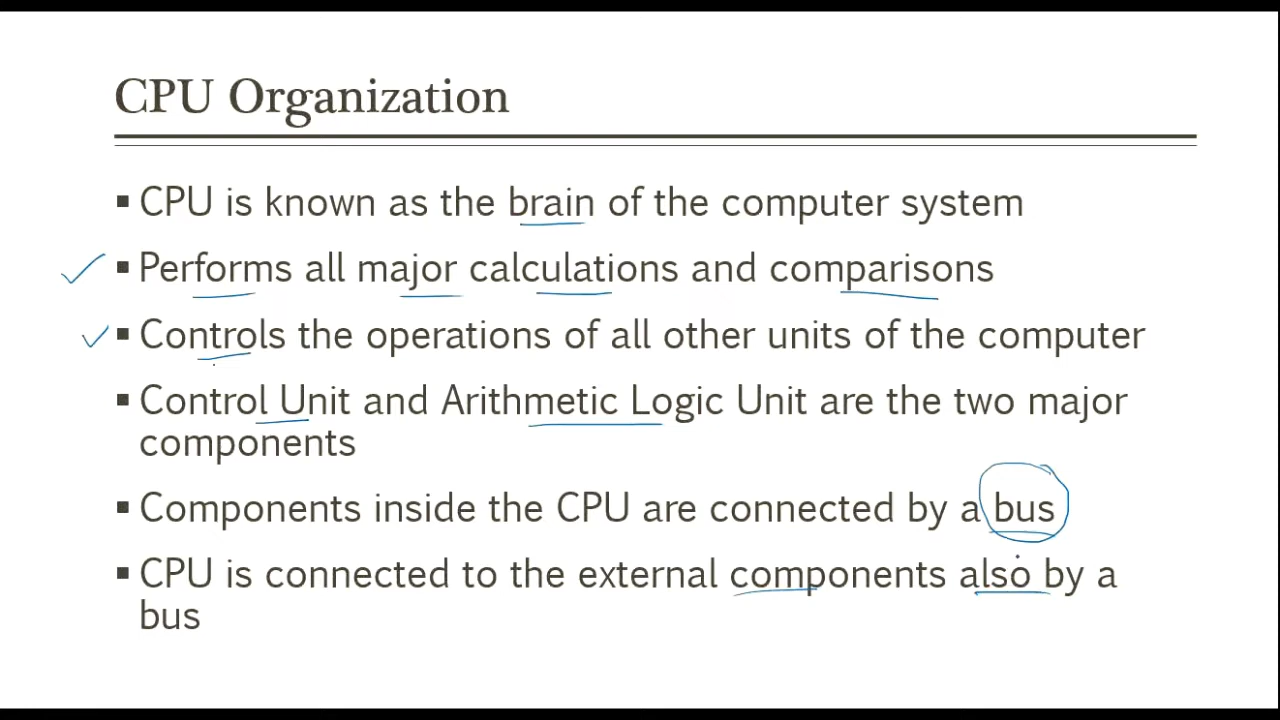 CPU Organization
▪ CPU is known as the brain of the computer system
▪ Performs all major calculations and comparisons
▪ Controls the operations of all other units of the computer
▪ Control Unit and Arithmetic Logic Unit are the two major
components
▪ Components inside the CPU are connected by a bus
▪ CPU is connected to the external components also by a
bus